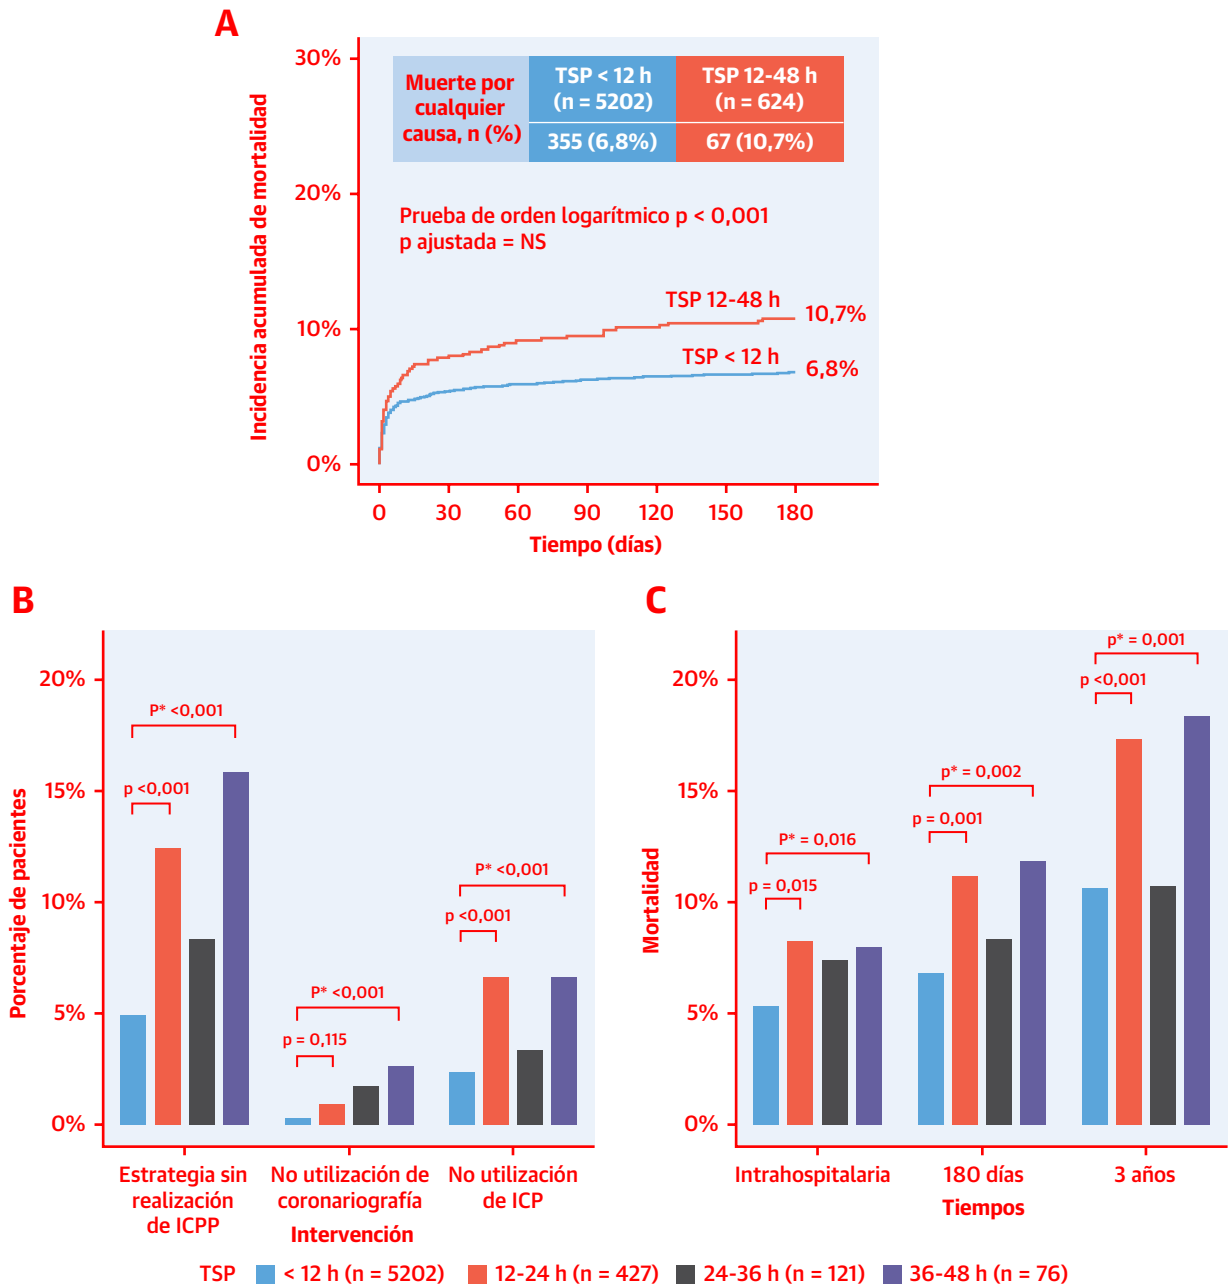 A
Incidencia acumulada de mortalidad
30%
20%
10%
0%
Muerte por
cualquier
causa, n (%)
TSP < 12 h
(n = 5202)
TSP 12-48 h
(n = 624)
355 (6,8%)
67 (10,7%)
Prueba de orden logarítmico p < 0,001
p ajustada = NS
TSP 12-48 h
10,7%
TSP < 12 h
6,8%
0 30 60 90 120 150 180
Tiempo (días)
B
Porcentaje de pacientes
20%
15%
10%
5%
0%
P* <0,001
p <0,001
P* <0,001
p = 0,115
P* <0,001
p <0,001
Estrategia sin
realización
de ICPP
No utilización de
coronariografía
No utilización
de ICP
Intervención
C
Mortalidad
20%
15%
10%
5%
0%
P* = 0,016
p = 0,015
p* = 0,002
p = 0,001
p* = 0,001
p <0,001
Intrahospitalaria
180 días
3 años
Tiempos
TSP < 12 h (n = 5202) 12-24 h (n = 427) 24-36 h (n = 121) 36-48 h (n = 76)